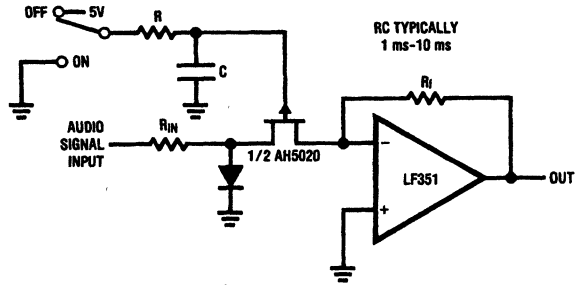 OFF
5V
R
RC TYPICALLY
1 ms-10 ms
ON
C
Rf
AUDIO
SIGNAL
INPUT
RIN
1/2 AH5020
−
LF351
OUT
+